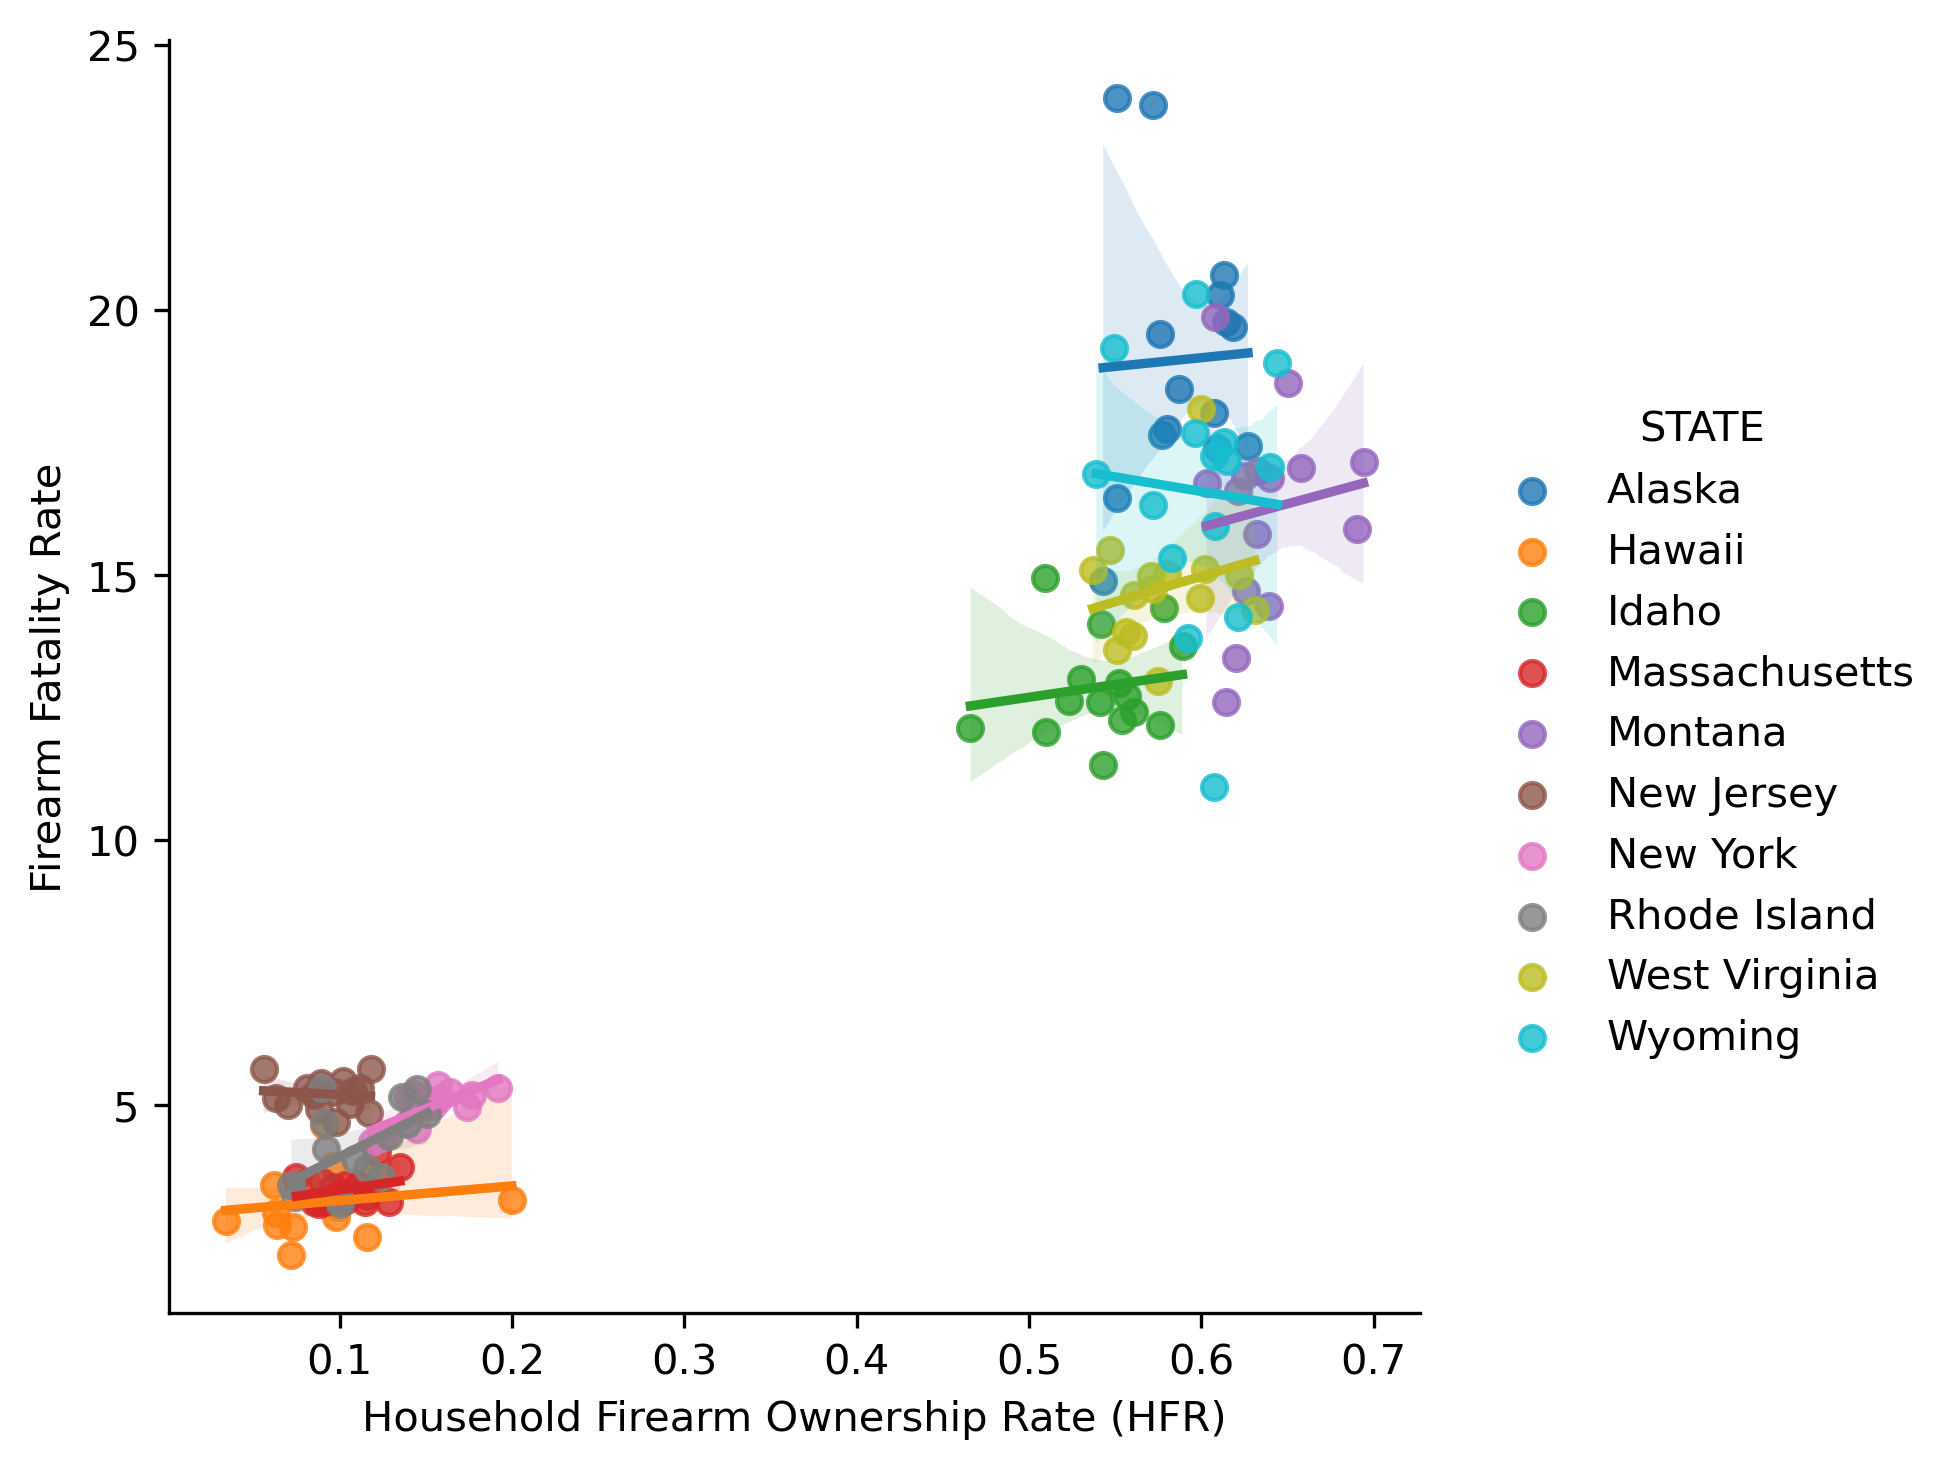 25
20
15
10
5
Firearm Fatality Rate
0.1 0.2 0.3 0.4 0.5 0.6 0.7
Household Firearm Ownership Rate (HFR)
STATE
Alaska
Hawaii
Idaho
Massachusetts
Montana
New Jersey
New York
Rhode Island
West Virginia
Wyoming